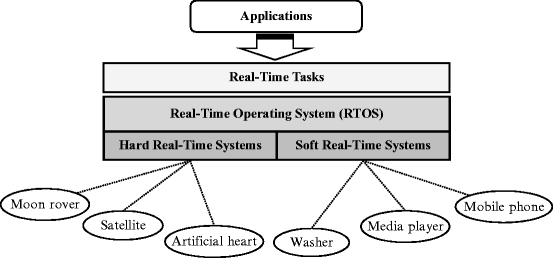 Applications
Real-Time Tasks
Real-Time Operating System (RTOS)
Hard Real-Time Systems
Soft Real-Time Systems
Moon rover
Satellite
Artificial heart
Washer
Media player
Mobile phone